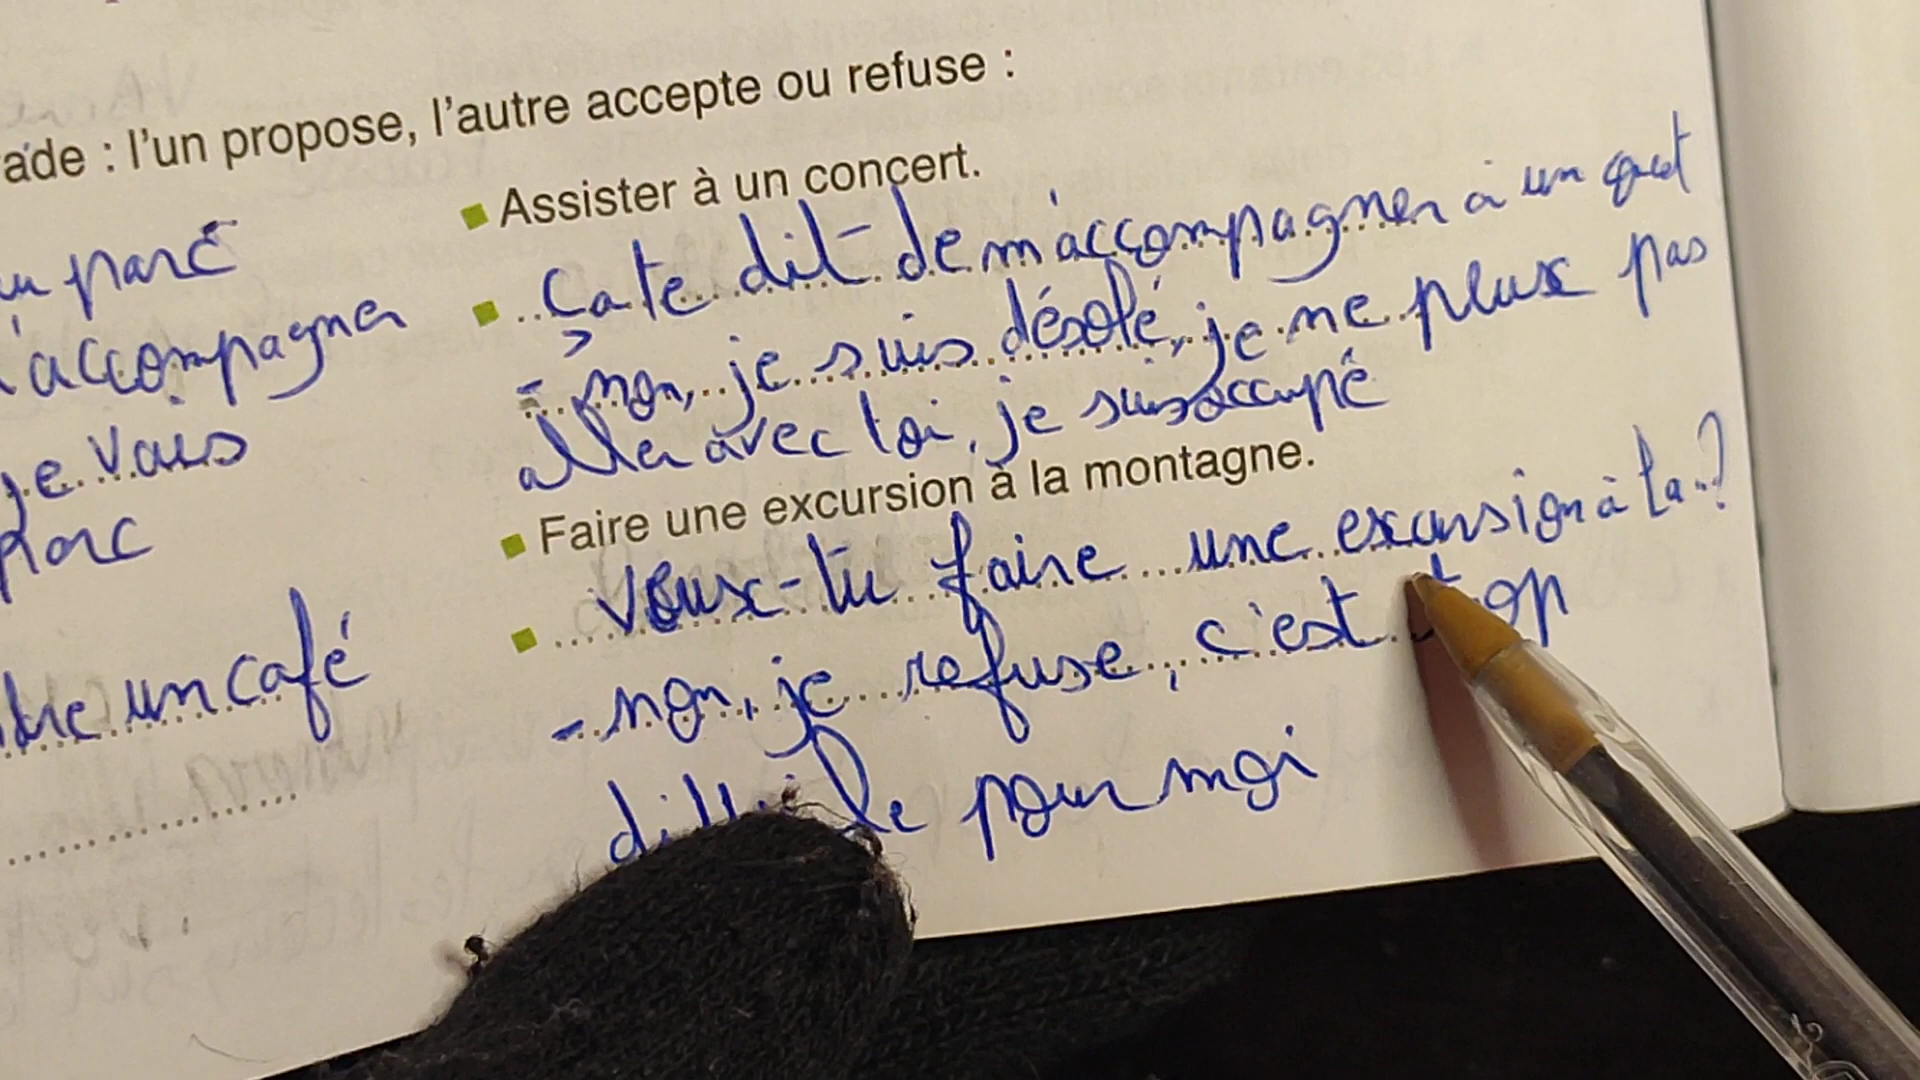 ade : l'un propose, l'autre accepte ou refuse :
un parc
'accompagner
je vais
parc
un café
Assister à un concert.
Ça te dit de m'accompagner à un
- non, je suis désolé, je ne peux pas
aller avec toi, je suis occupé
Faire une excursion à la montagne.
Veux-tu faire une excursion à la..?
- non, je refuse, c'est trop
difficile pour moi